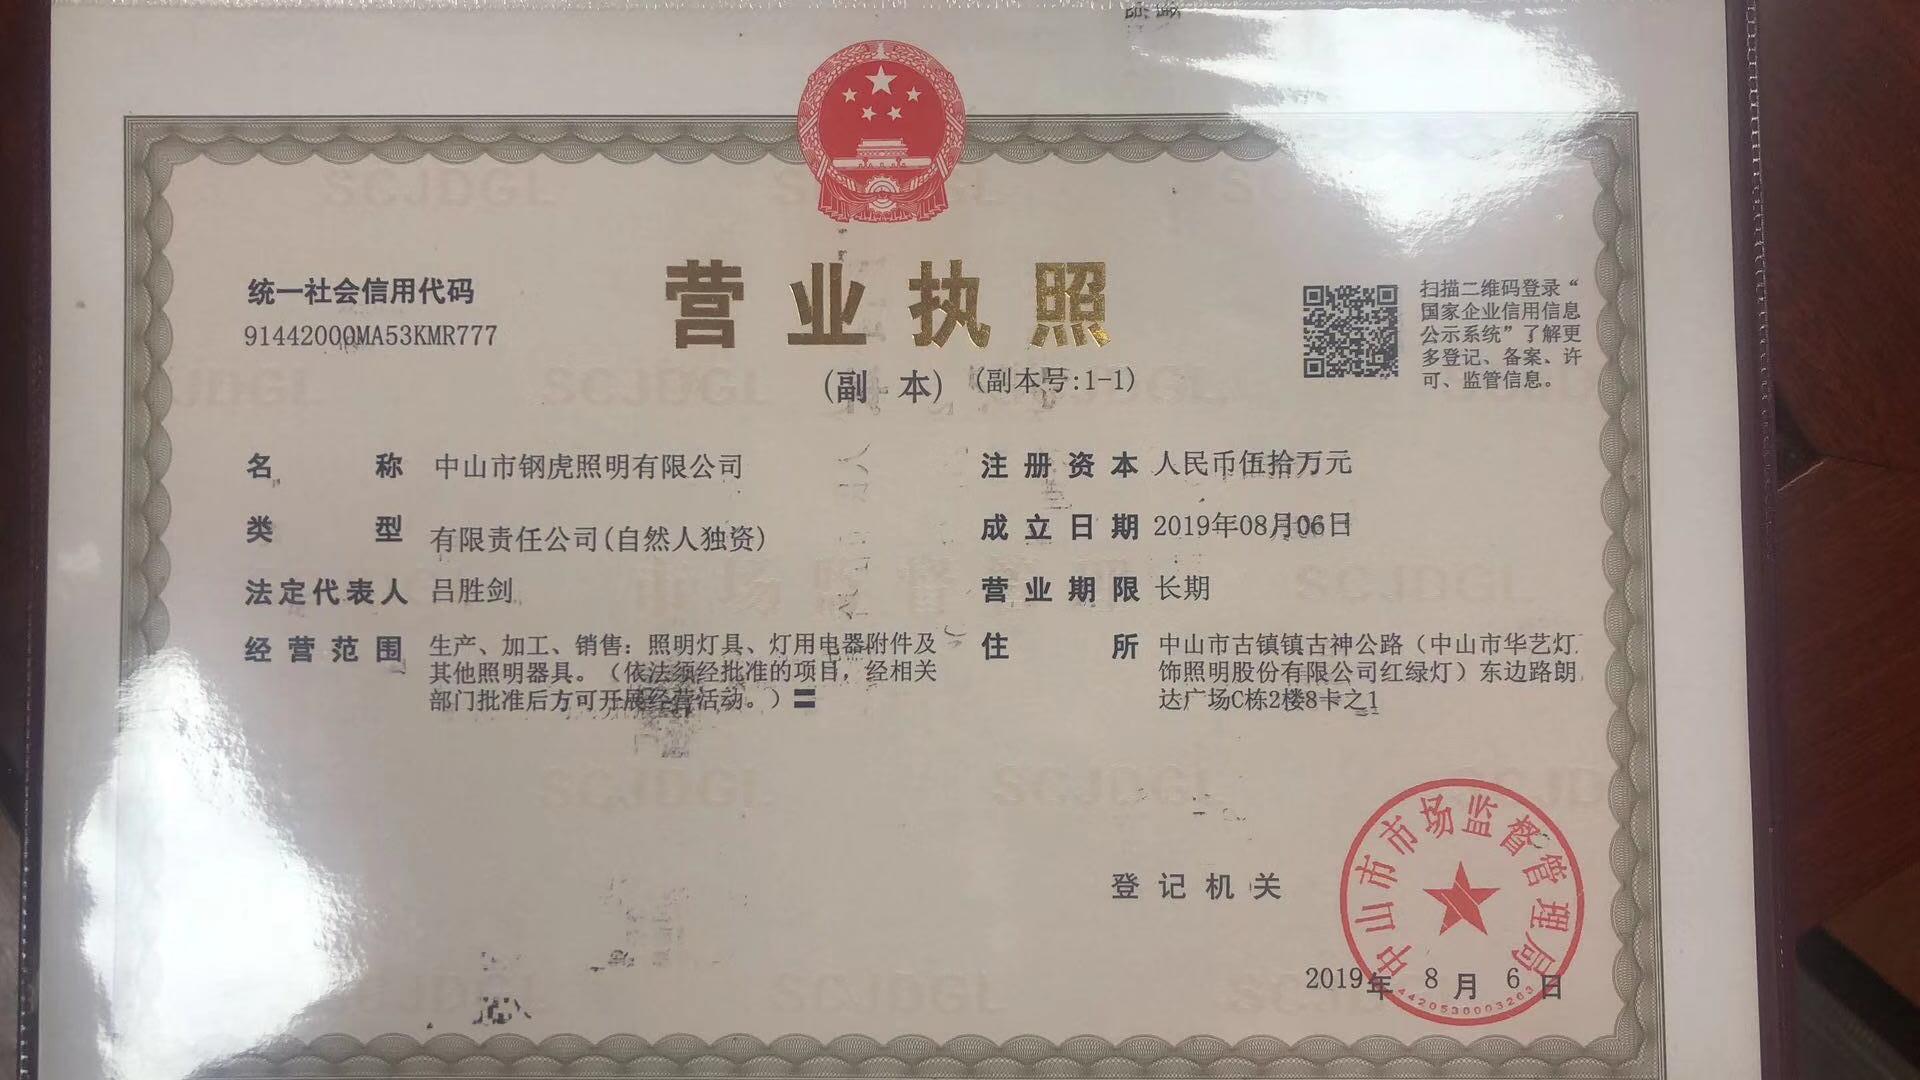 营业执照
(副 本) (副本号:1-1)
统一社会信用代码
91442000MA53KMR777
扫描二维码登录“
国家企业信用信息
公示系统”了解更
多登记、备案、许
可、监管信息。
名 称 中山市钢虎照明有限公司
类 型 有限责任公司(自然人独资)
法定代表人 吕胜剑
经营范围 生产、加工、销售：照明灯具、灯用电器附件及
其他照明器具。（依法须经批准的项目，经相关
部门批准后方可开展经营活动。）
注册资本 人民币伍拾万元
成立日期 2019年08月06日
营业期限 长期
住 所 中山市古镇镇古神公路（中山市华艺灯
饰照明股份有限公司红绿灯）东边路朗
达广场C栋2楼8卡之1
登记机关
中山市市场监督管理局
2019年 8 月 6 日
SCJDGL